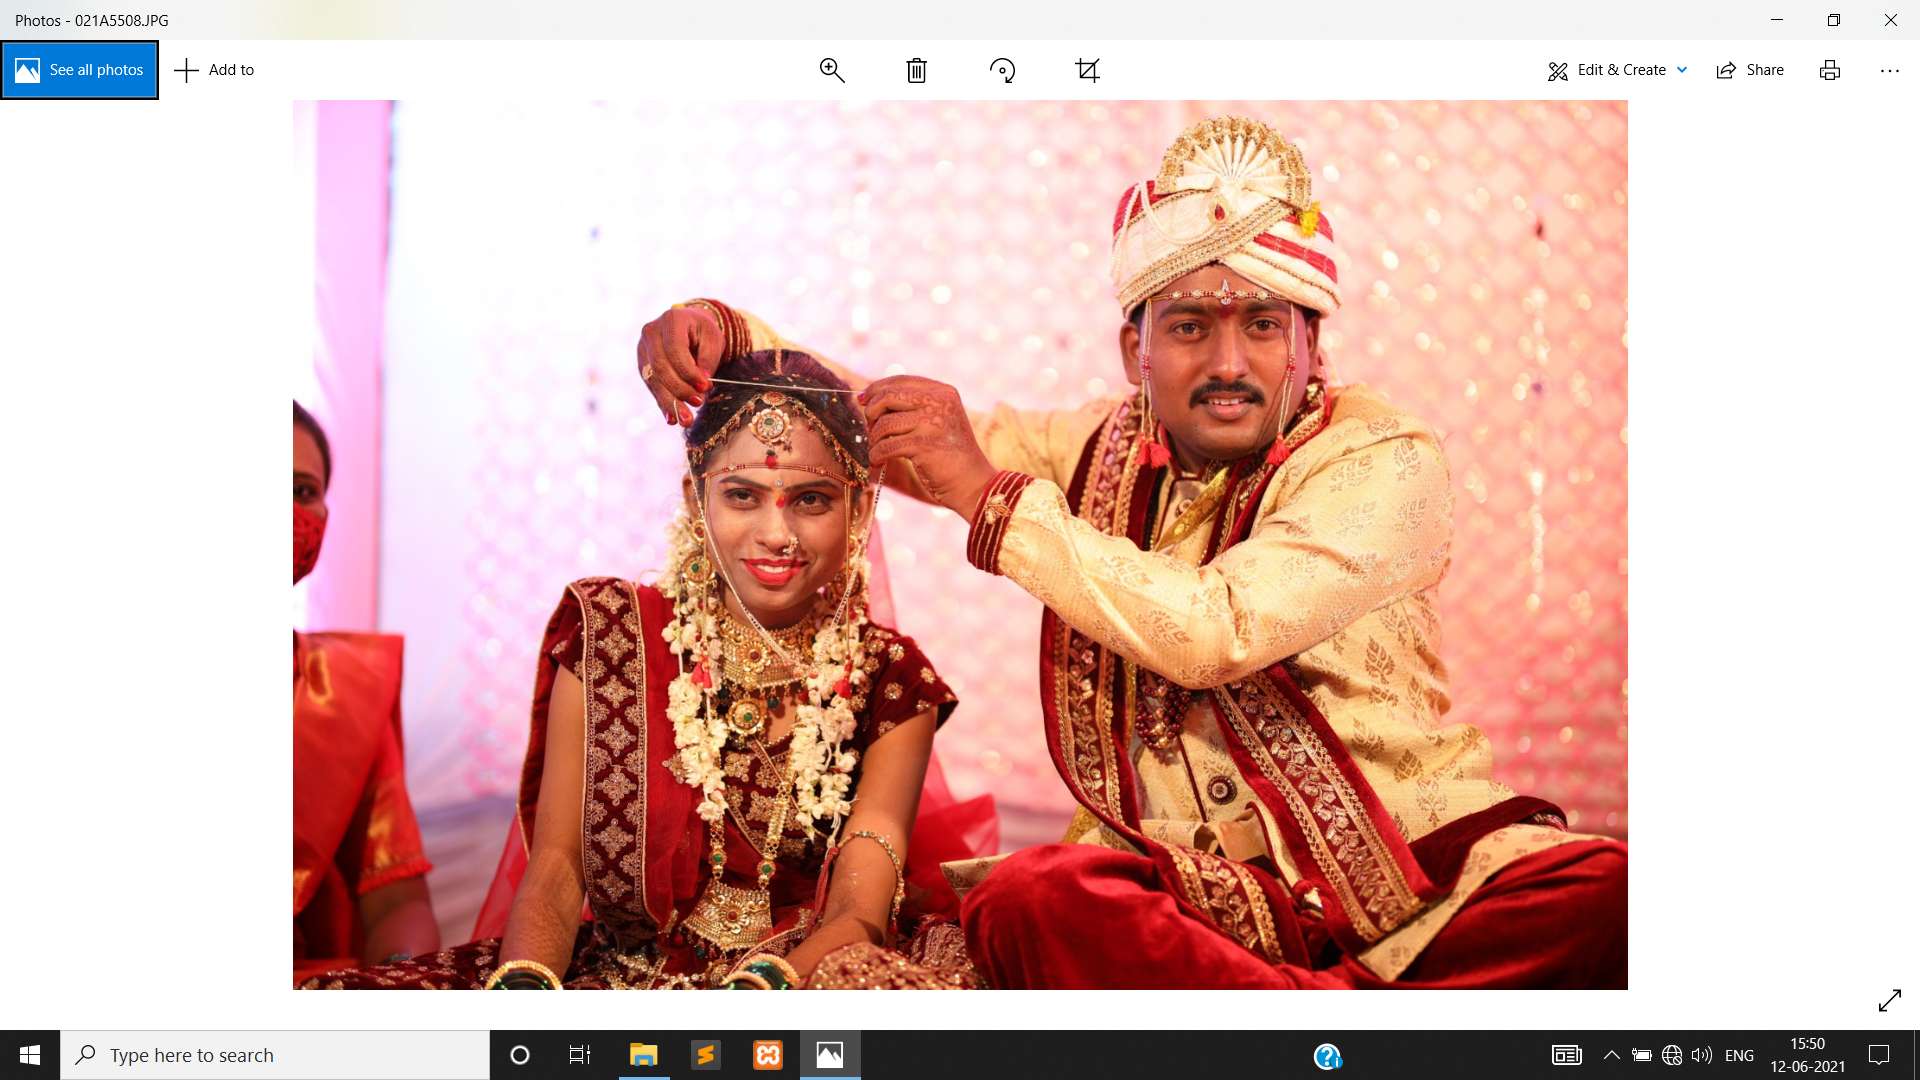 Photos - 021A5508.JPG
See all photos
Add to
Edit & Create
Share
Type here to search
ENG
15:50
12-06-2021